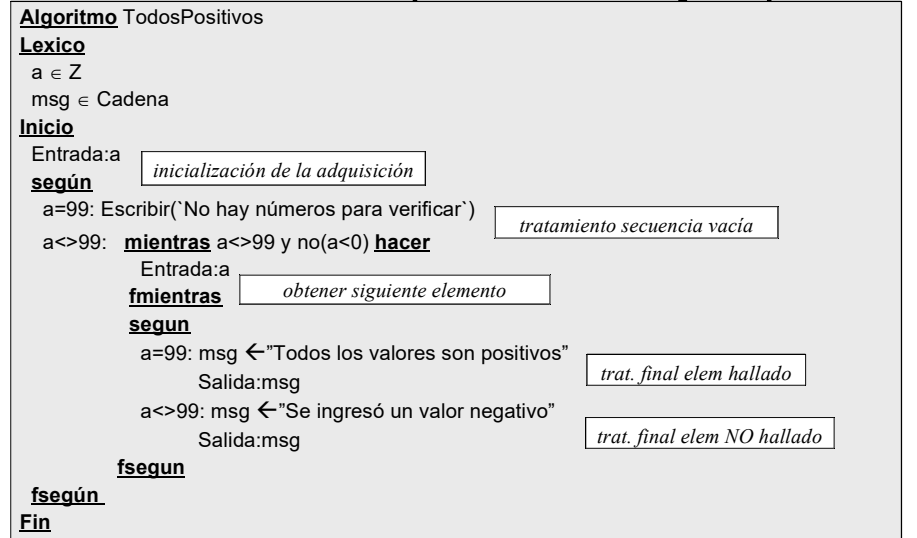 Algoritmo TodosPositivos
Lexico
a ∈ Z
msg ∈ Cadena
Inicio
Entrada:a
inicialización de la adquisición
según
a=99: Escribir(`No hay números para verificar`)
tratamiento secuencia vacía
a<>99: mientras a<>99 y no(a<0) hacer
Entrada:a
obtener siguiente elemento
fmientras
segun
a=99: msg ←”Todos los valores son positivos”
Salida:msg
trat. final elem hallado
a<>99: msg ←”Se ingresó un valor negativo”
Salida:msg
trat. final elem NO hallado
fsegun
fsegún
Fin